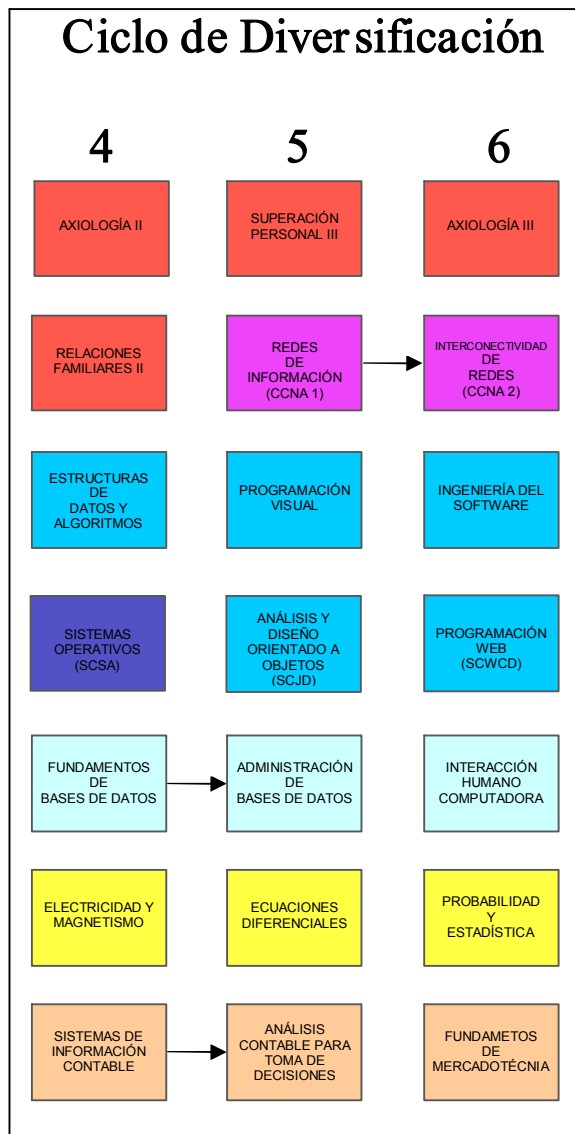 Ciclo de Diversificación
4
5
6
AXIOLOGÍA II
SUPERACIÓN
PERSONAL III
AXIOLOGÍA III
RELACIONES
FAMILIARES II
REDES
DE
INFORMACIÓN
(CCNA 1)
INTERCONECTIVIDAD
DE
REDES
(CCNA 2)
ESTRUCTURAS
DE
DATOS Y
ALGORITMOS
PROGRAMACIÓN
VISUAL
INGENIERÍA DEL
SOFTWARE
SISTEMAS
OPERATIVOS
(SCSA)
ANÁLISIS Y
DISEÑO
ORIENTADO A
OBJETOS
(SCJD)
PROGRAMACIÓN
WEB
(SCWCD)
FUNDAMENTOS
DE
BASES DE DATOS
ADMINISTRACIÓN
DE
BASES DE DATOS
INTERACCIÓN
HUMANO
COMPUTADORA
ELECTRICIDAD Y
MAGNETISMO
ECUACIONES
DIFERENCIALES
PROBABILIDAD
Y
ESTADÍSTICA
SISTEMAS DE
INFORMACIÓN
CONTABLE
ANÁLISIS
CONTABLE PARA
TOMA DE
DECISIONES
FUNDAMETOS
DE
MERCADOTÉCNIA